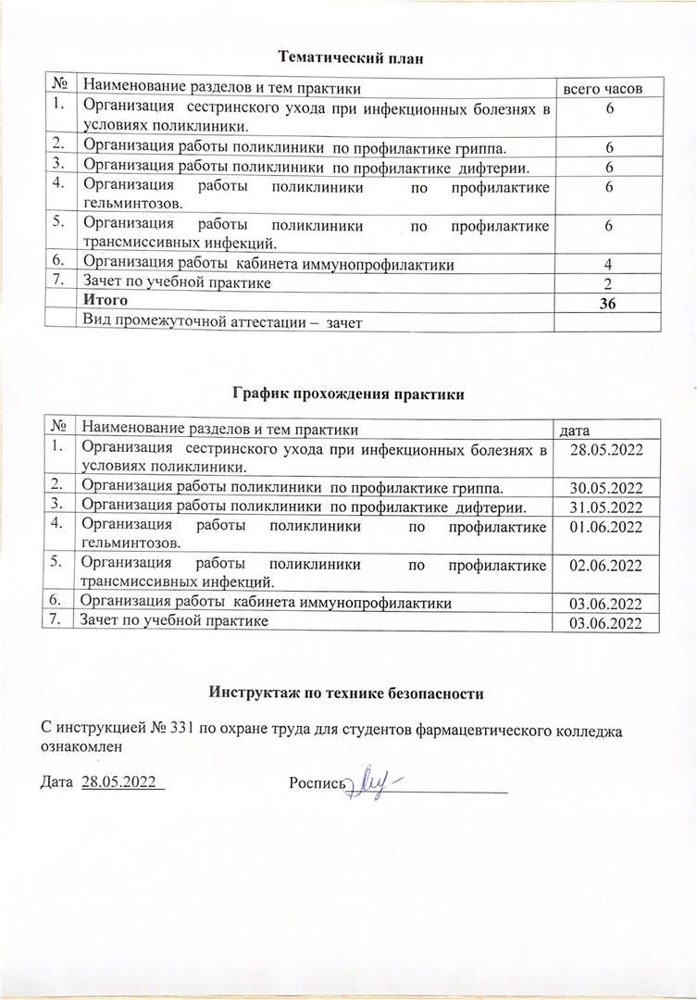 Тематический план
№ Наименование разделов и тем практики всего часов
1. Организация сестринского ухода при инфекционных болезнях в 6
условиях поликлиники.
2. Организация работы поликлиники по профилактике гриппа. 6
3. Организация работы поликлиники по профилактике дифтерии. 6
4. Организация работы поликлиники по профилактике 6
гельминтозов.
5. Организация работы поликлиники по профилактике 6
трансмиссивных инфекций.
6. Организация работы кабинета иммунопрофилактики 4
7. Зачет по учебной практике 2
Итого 36
Вид промежуточной аттестации – зачет
График прохождения практики
№ Наименование разделов и тем практики дата
1. Организация сестринского ухода при инфекционных болезнях в 28.05.2022
условиях поликлиники.
2. Организация работы поликлиники по профилактике гриппа. 30.05.2022
3. Организация работы поликлиники по профилактике дифтерии. 31.05.2022
4. Организация работы поликлиники по профилактике 01.06.2022
гельминтозов.
5. Организация работы поликлиники по профилактике 02.06.2022
трансмиссивных инфекций.
6. Организация работы кабинета иммунопрофилактики 03.06.2022
7. Зачет по учебной практике 03.06.2022
Инструктаж по технике безопасности
С инструкцией № 331 по охране труда для студентов фармацевтического колледжа
ознакомлен
Дата 28.05.2022 Роспись